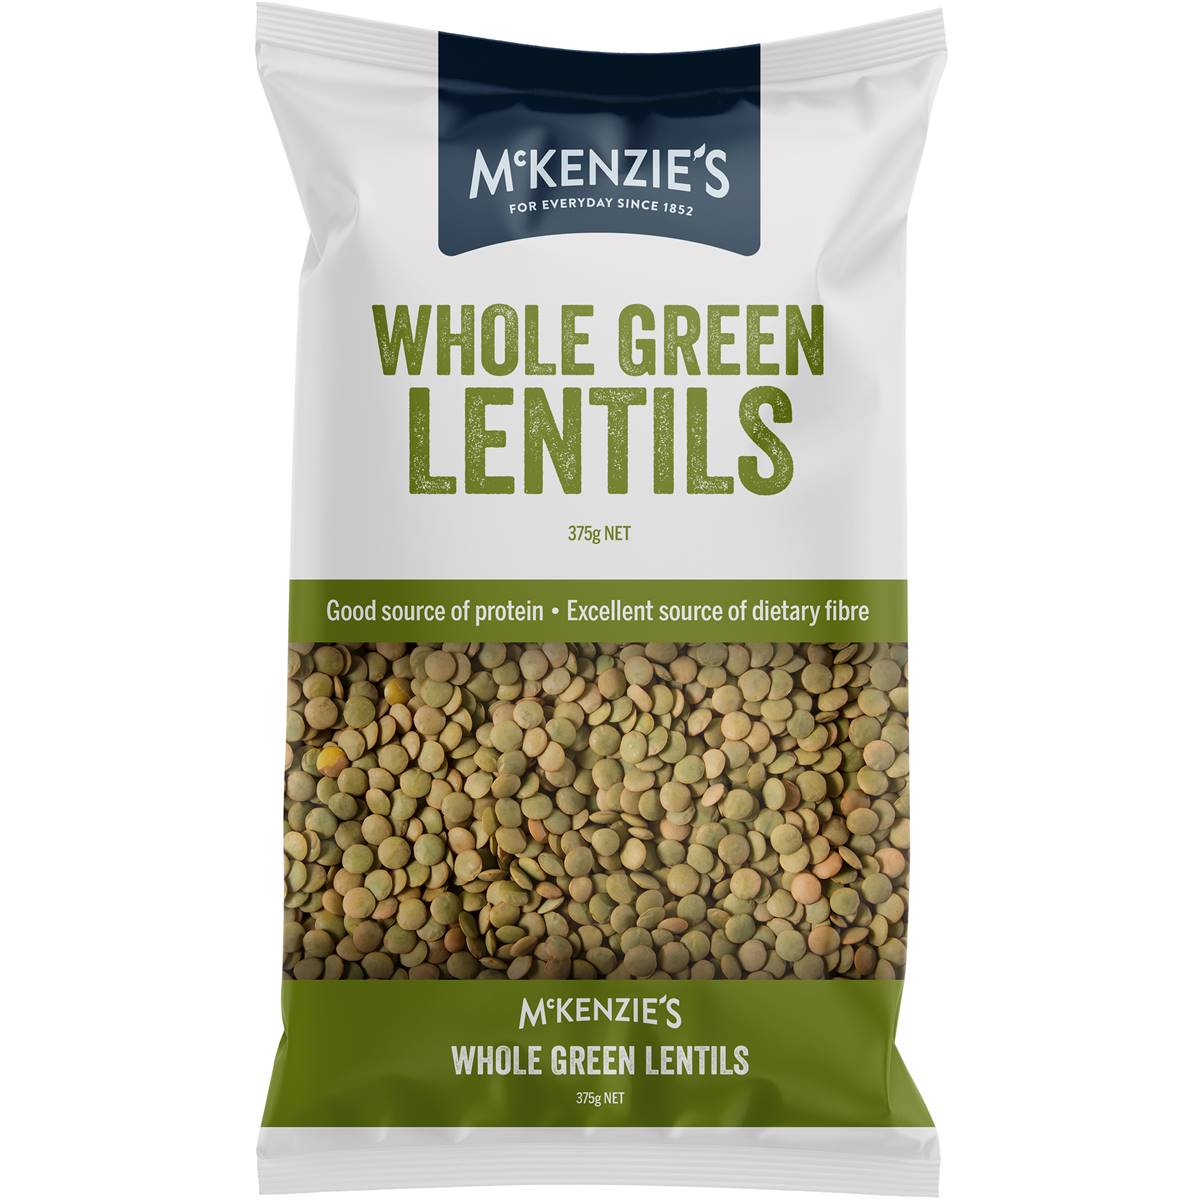 McKENZIE'S
FOR EVERYDAY SINCE 1852
WHOLE GREEN
LENTILS
375g NET
Good source of protein • Excellent source of dietary fibre
McKENZIE'S
WHOLE GREEN LENTILS
375g NET